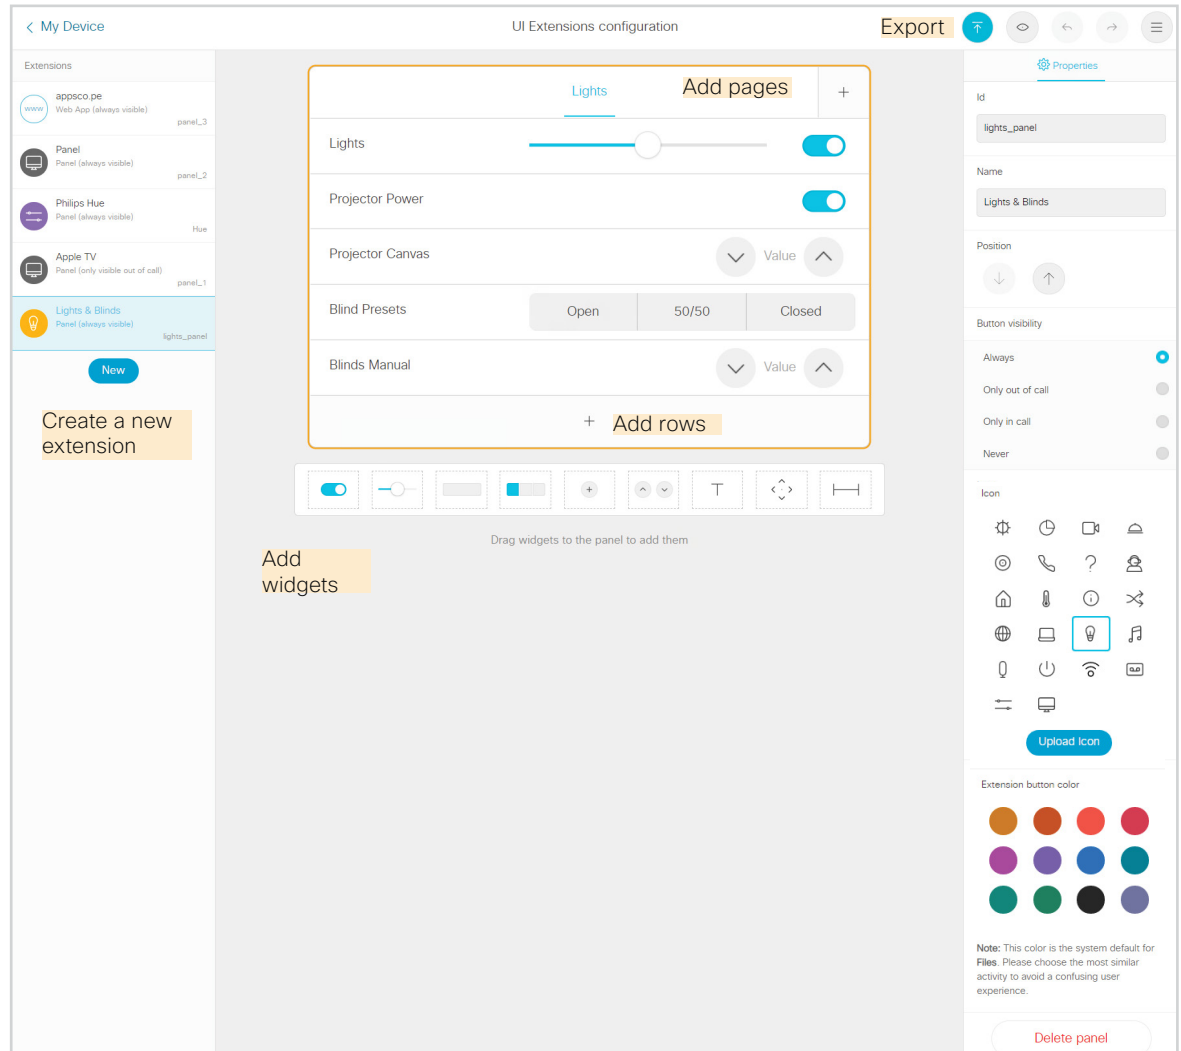 My Device
UI Extensions configuration
Export
Extensions
appsco.pe
www
Web App (always visible)
panel_3
Panel
Panel (always visible)
panel_2
Philips Hue
Panel (always visible)
Hue
Apple TV
Panel (only visible out of call)
panel_1
Lights & Blinds
Panel (always visible)
lights_panel
New
Create a new
extension
Lights
Add pages
+
Lights
Projector Power
Projector Canvas
Value
Blind Presets
Open
50/50
Closed
Blinds Manual
Value
+
Add rows
+
T
Drag widgets to the panel to add them
Add
widgets
Properties
Id
lights_panel
Name
Lights & Blinds
Position
Button visibility
Always
Only out of call
Only in call
Never
Icon
Upload Icon
Extension button color
Note: This color is the system default for
Files. Please choose the most similar
activity to avoid a confusing user
experience.
Delete panel